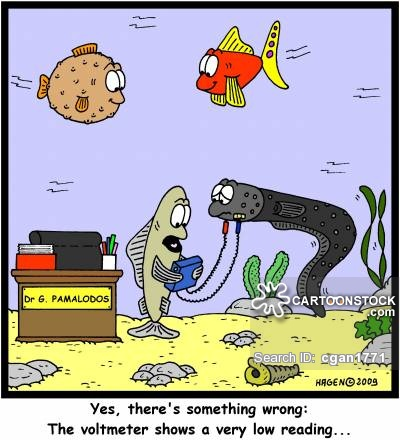 Dr G. PAMALODOS
CARTOONSTOCK
.com
Search ID: cgan1771
HAGEN©2009
Yes, there's something wrong:
The voltmeter shows a very low reading...